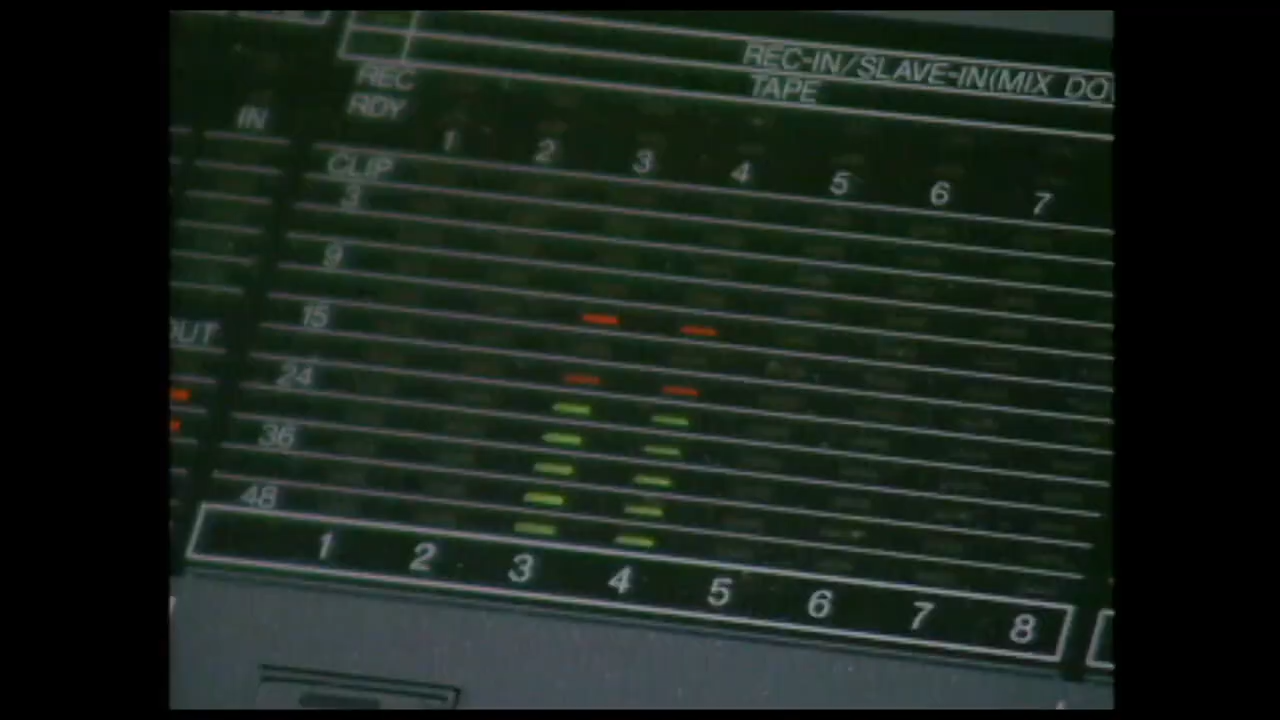 REC-IN/SLAVE-IN(MIX DO
TAPE
REC
RDY
IN
1 2 3 4 5 6 7
CLIP
3
9
15
OUT
24
36
48
1 2 3 4 5 6 7 8